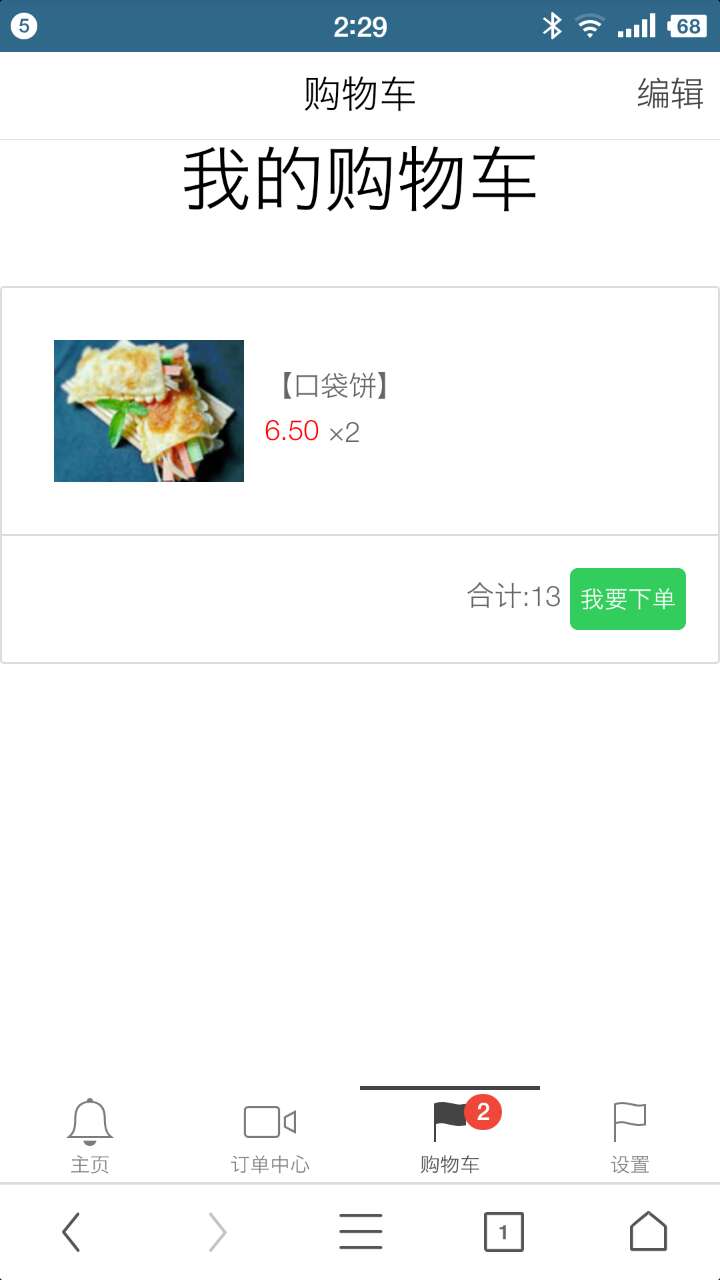 5 2:29 68
购物车 编辑
我的购物车
【口袋饼】
6.50 ×2
合计:13 我要下单
2
主页 订单中心 购物车 设置
1